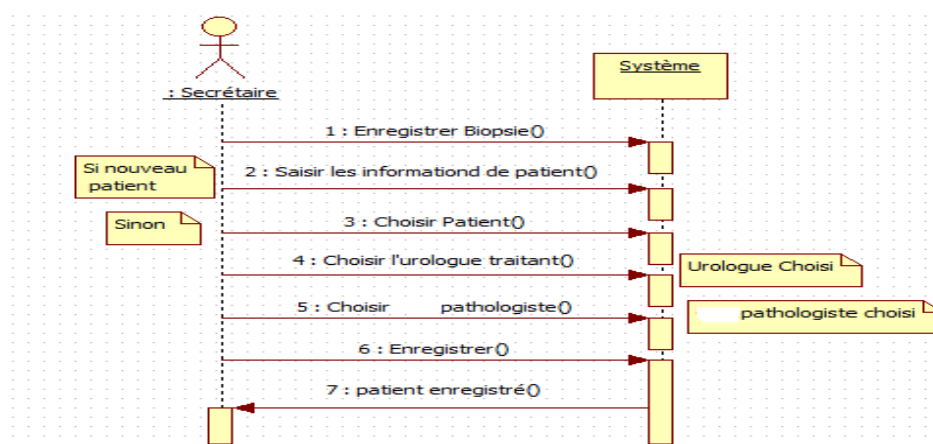 Système
: Secrétaire
1 : Enregistrer Biopsie()
Si nouveau
patient
2 : Saisir les informationd de patient()
Sinon
3 : Choisir Patient()
4 : Choisir l'urologue traitant()
Urologue Choisi
5 : Choisir pathologiste()
pathologiste choisi
6 : Enregistrer()
7 : patient enregistré()